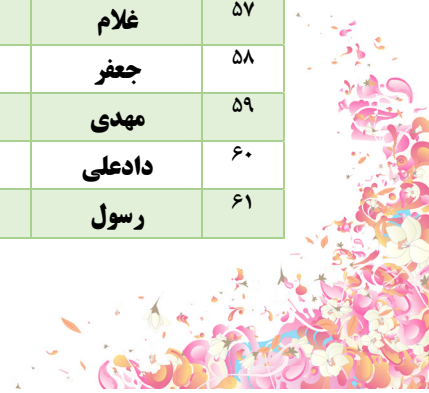 ۵۷ غلام
۵۸ جعفر
۵۹ مهدی
۶۰ دادعلی
۶۱ رسول